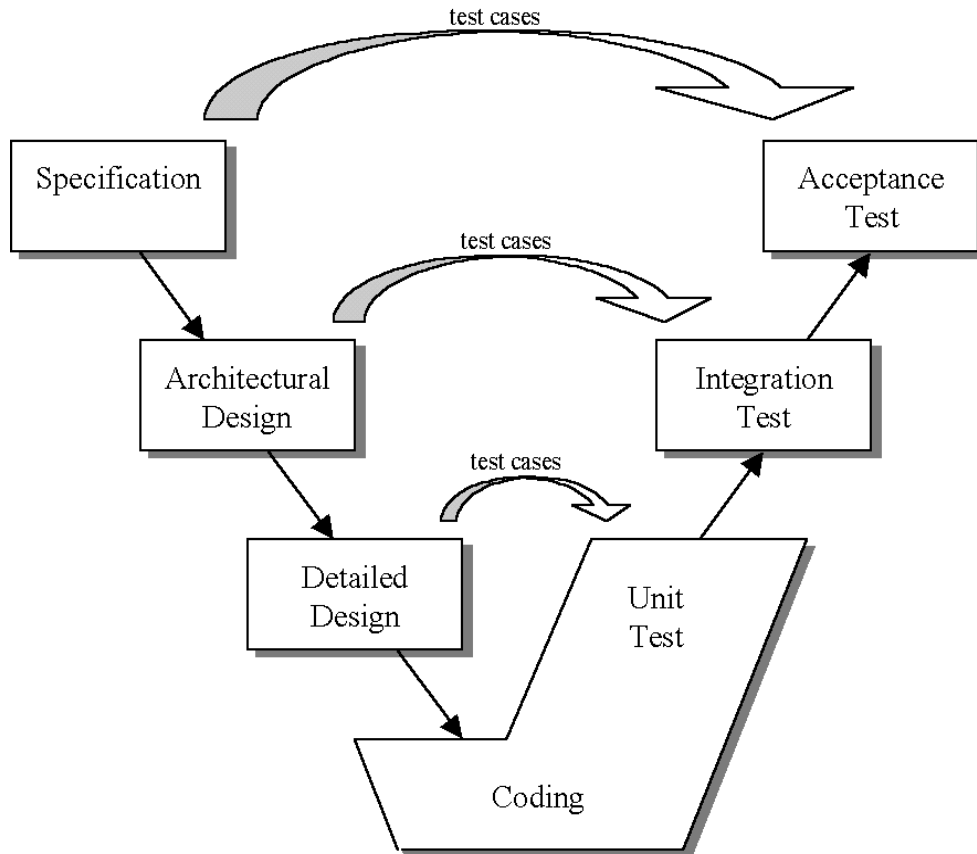 test cases
Specification
Acceptance
Test
test cases
Architectural
Design
Integration
Test
test cases
Detailed
Design
Unit
Test
Coding